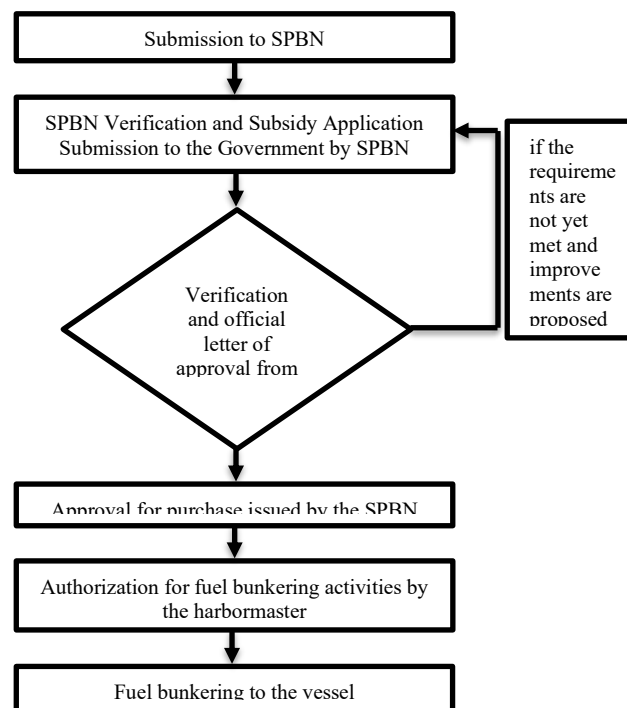 Submission to SPBN
SPBN Verification and Subsidy Application
Submission to the Government by SPBN
if the
requireme
nts are
not yet
met and
improve
ments are
proposed
Verification
and official
letter of
approval from
Approval for purchase issued by the SPBN
Authorization for fuel bunkering activities by
the harbormaster
Fuel bunkering to the vessel